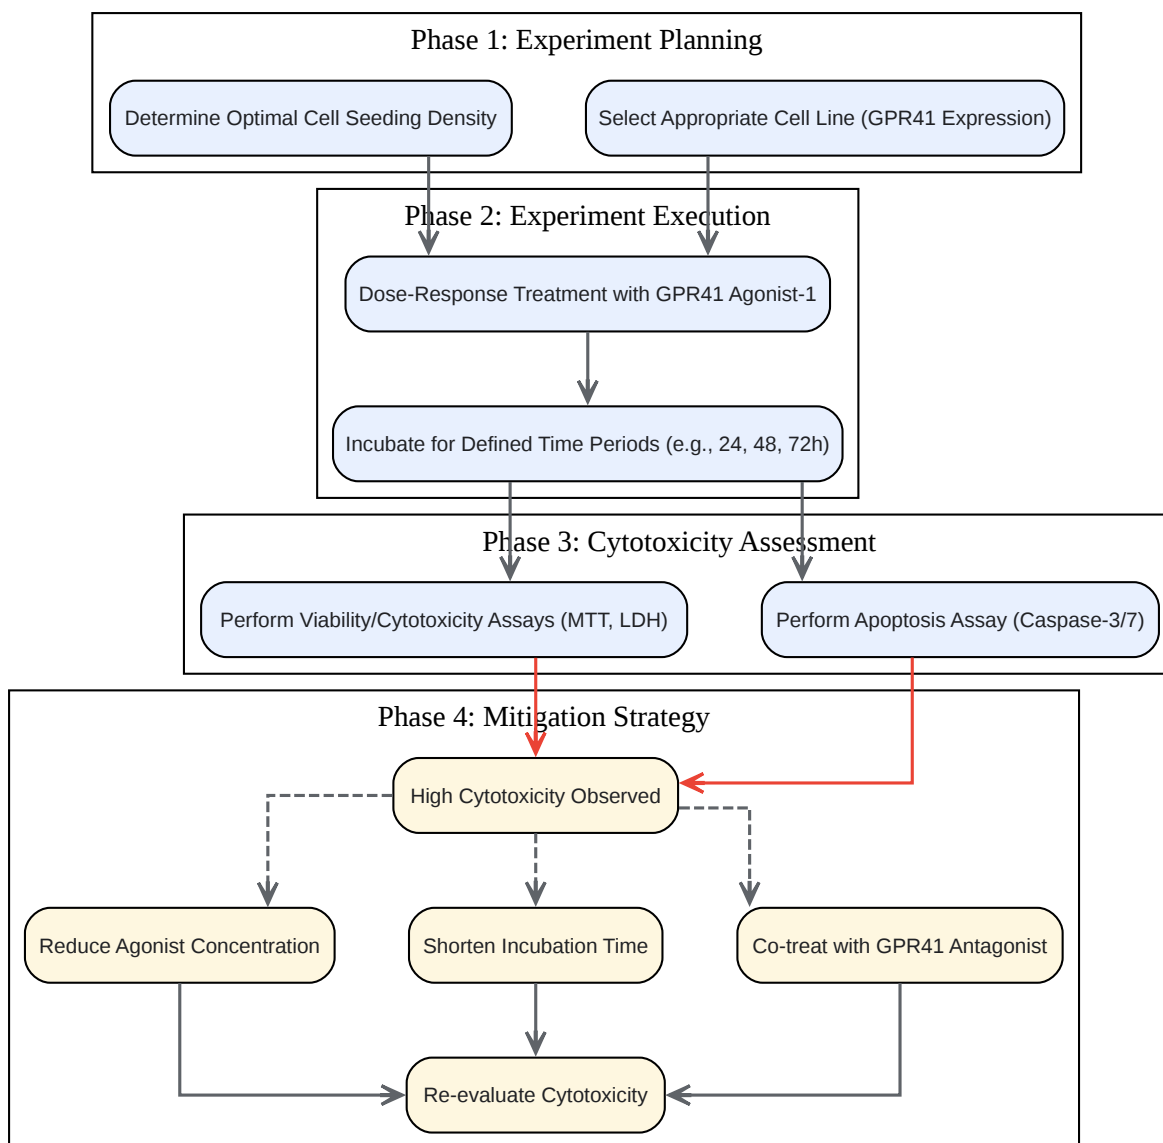 Phase 1: Experiment Planning
Determine Optimal Cell Seeding Density
Select Appropriate Cell Line (GPR41 Expression)
Phase 2: Experiment Execution
Dose-Response Treatment with GPR41 Agonist-1
Incubate for Defined Time Periods (e.g., 24, 48, 72h)
Phase 3: Cytotoxicity Assessment
Perform Viability/Cytotoxicity Assays (MTT, LDH)
Perform Apoptosis Assay (Caspase-3/7)
Phase 4: Mitigation Strategy
High Cytotoxicity Observed
Reduce Agonist Concentration
Shorten Incubation Time
Co-treat with GPR41 Antagonist
Re-evaluate Cytotoxicity